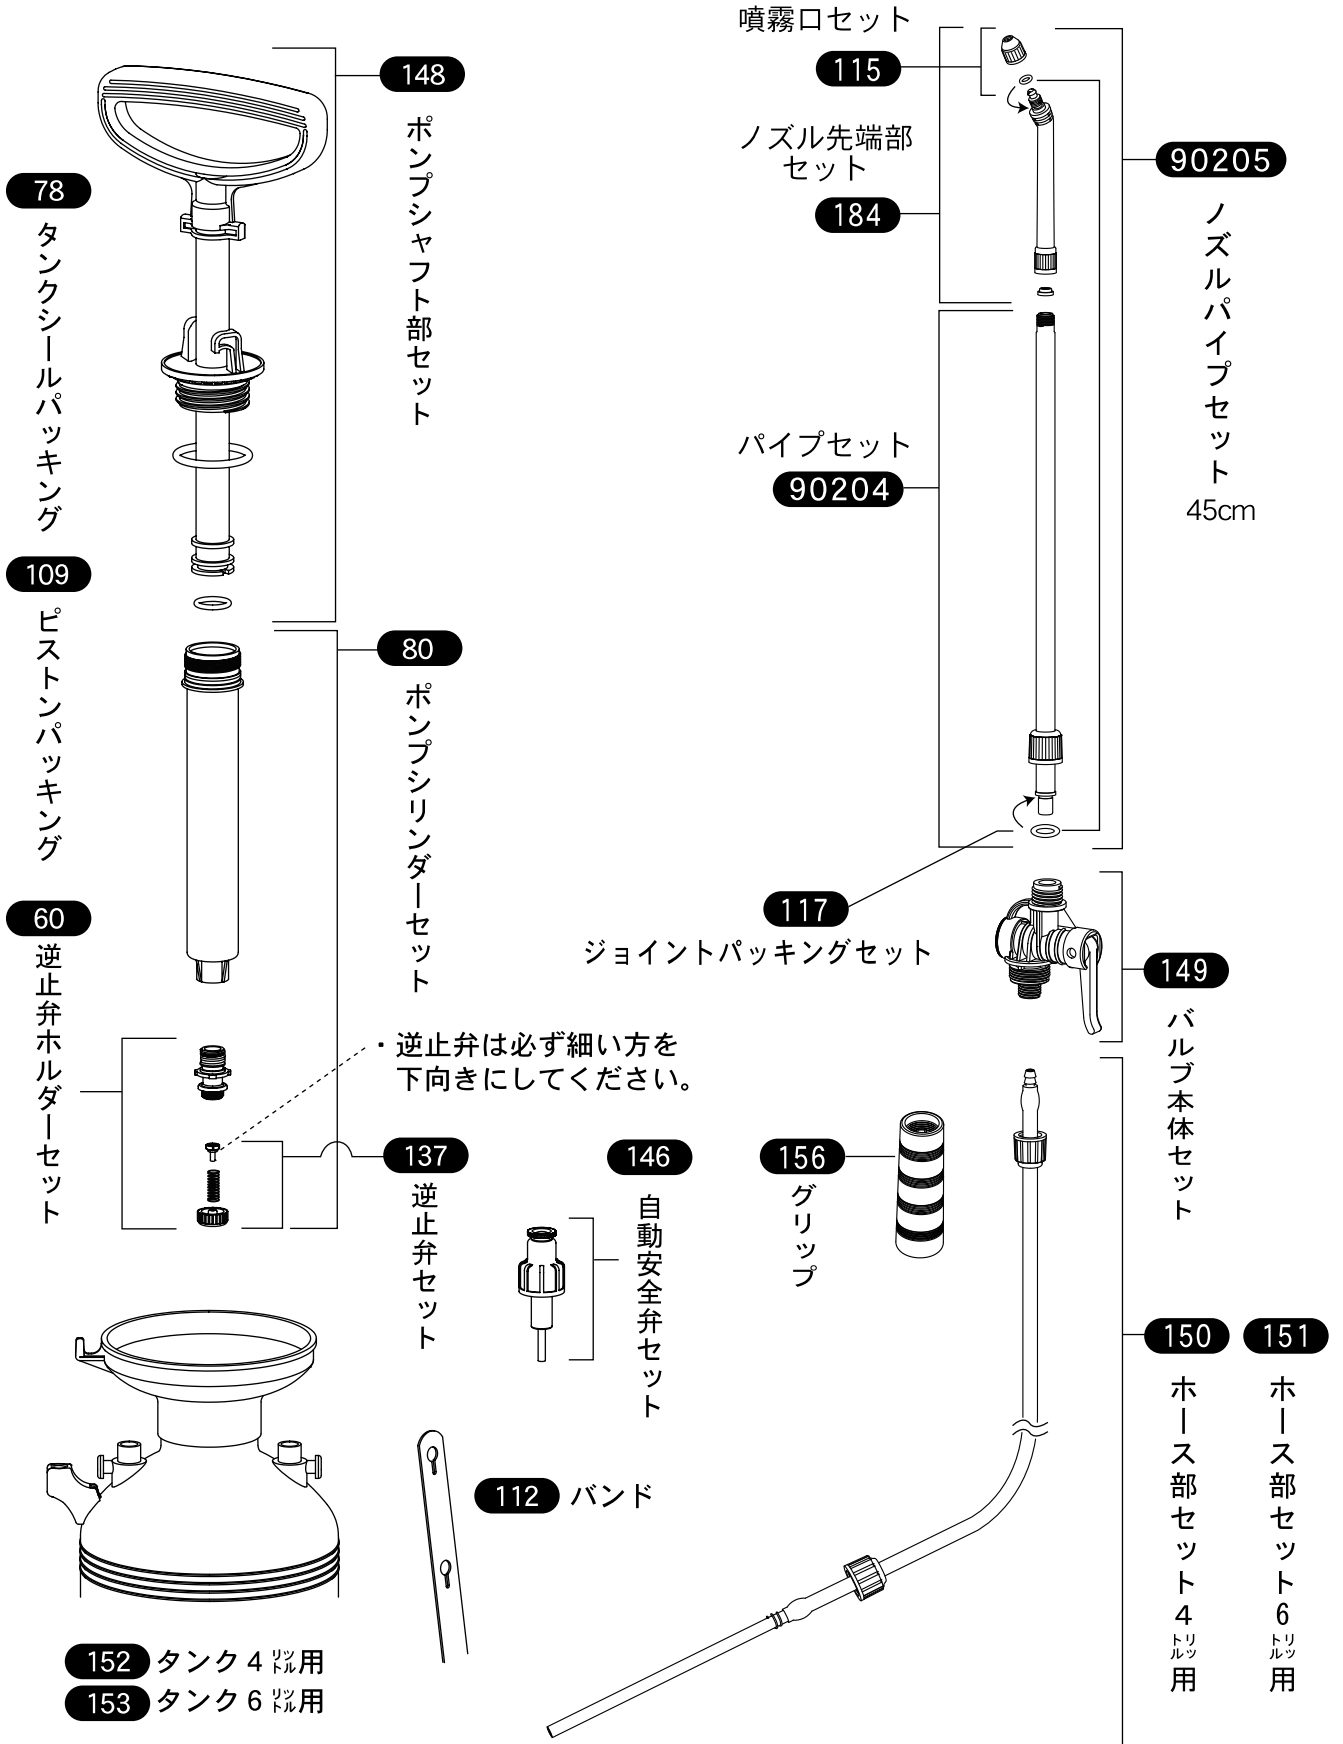 148
ポンプシャフト部セット
78
タンクシールパッキング
109
ピストンパッキング
80
ポンプシリンダーセット
60
逆止弁ホルダーセット
・逆止弁は必ず細い方を
下向きにしてください。
137
逆止弁セット
146
自動安全弁セット
112 バンド
152 タンク4リットル用
153 タンク6リットル用
噴霧口セット
115
ノズル先端部
セット
184
90205
ノズルパイプセット
45cm
パイプセット
90204
117
ジョイントパッキングセット
149
バルブ本体セット
156
グリップ
150
ホース部セット4リットル用
151
ホース部セット6リットル用